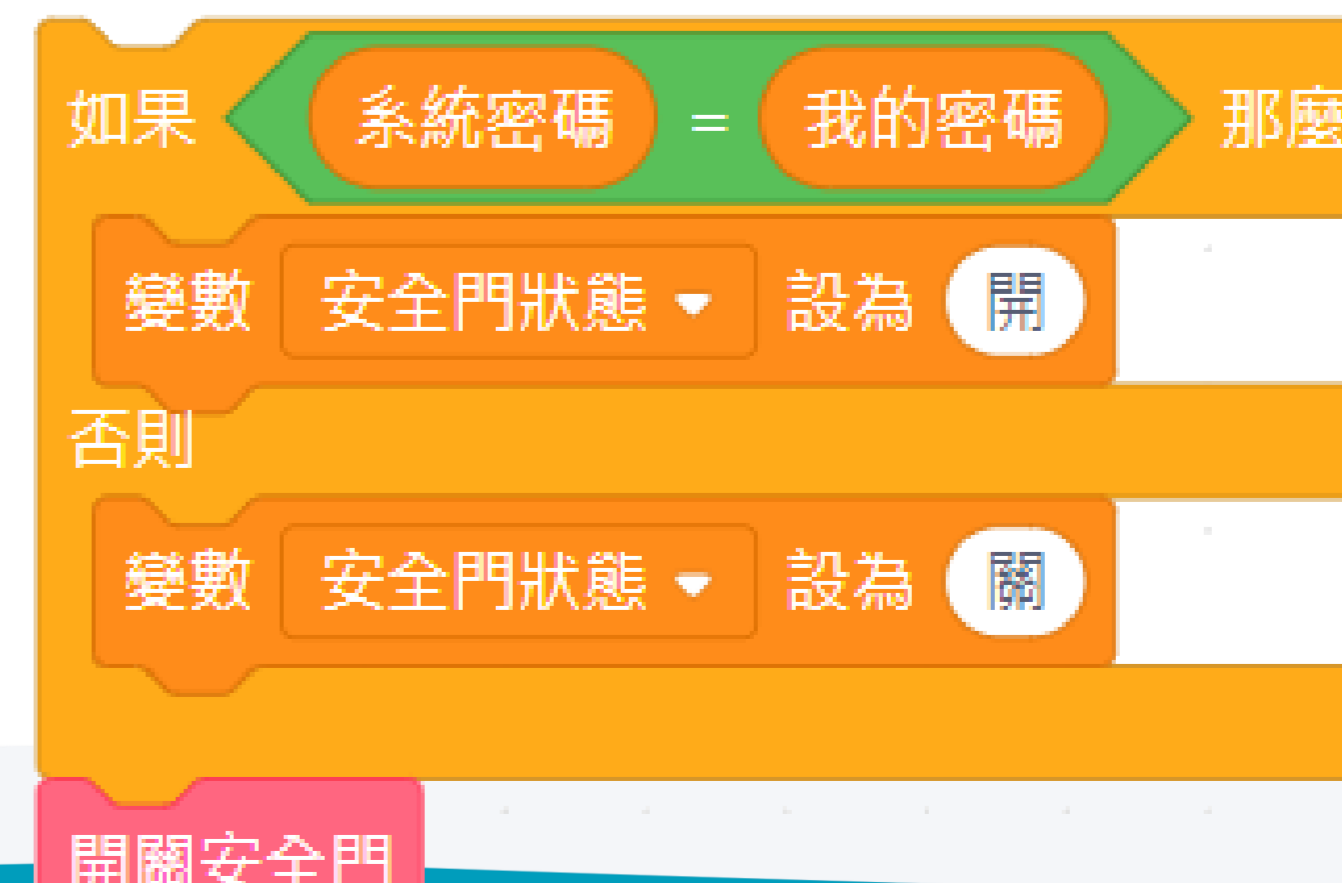 如果 系統密碼 = 我的密碼 那麼
變數 安全門狀態 設為 開
否則
變數 安全門狀態 設為 關
開關安全門